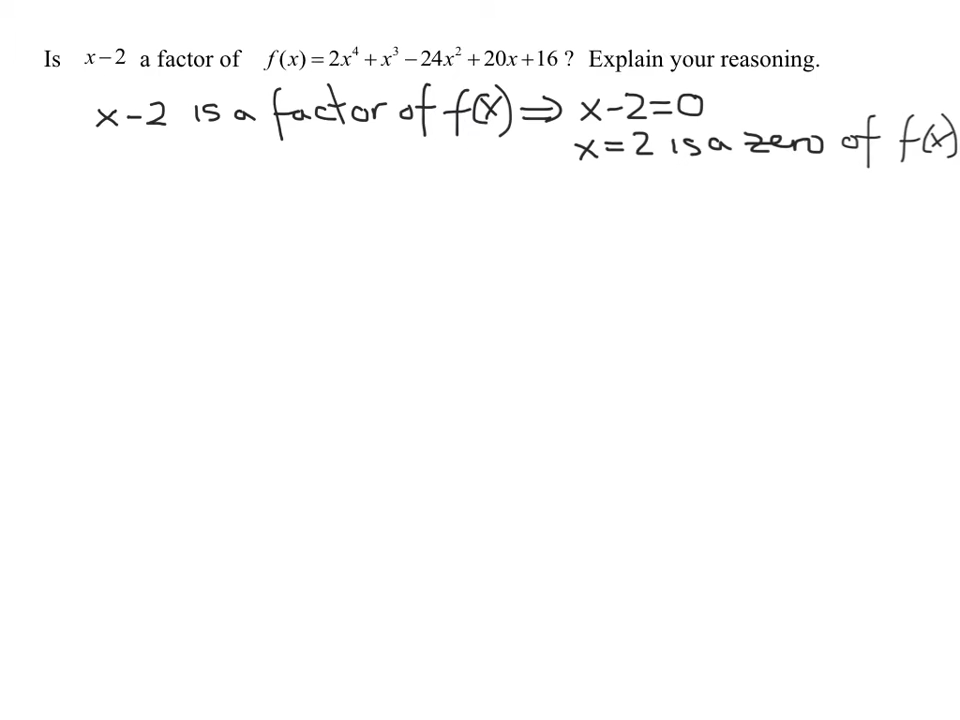 Is x−2 a factor of f(x) = 2x⁴ + x³ − 24x² + 20x + 16 ? Explain your reasoning.
x−2 is a factor of f(x) ⇒ x−2=0
x=2 is a zero of f(x)